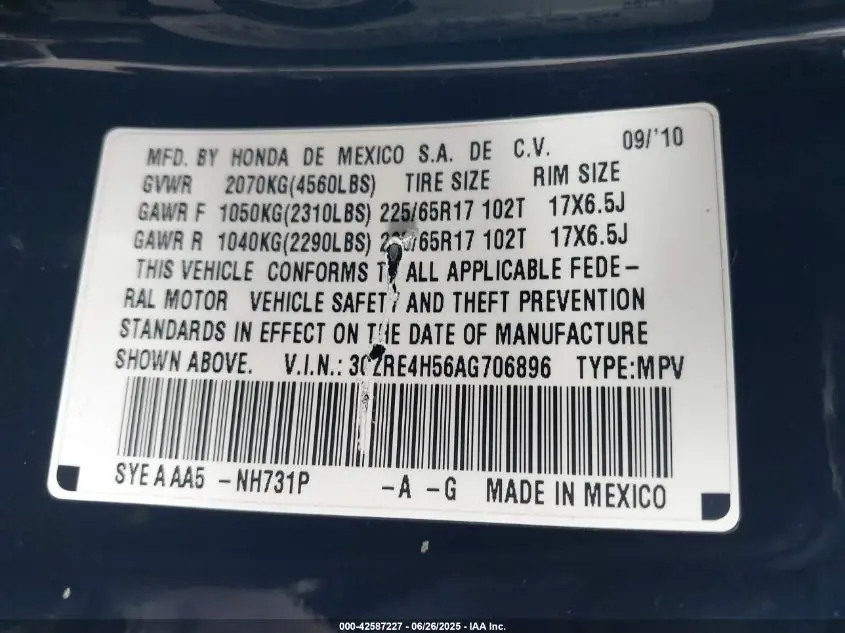 MFD. BY HONDA DE MEXICO S.A. DE C.V. 09/'10
GVWR 2070KG(4560LBS) TIRE SIZE RIM SIZE
GAWR F 1050KG(2310LBS) 225/65R17 102T 17X6.5J
GAWR R 1040KG(2290LBS) /65R17 102T 17X6.5J
THIS VEHICLE CONFORMS ALL APPLICABLE FEDE-
RAL MOTOR VEHICLE SAFETY AND THEFT PREVENTION
STANDARDS IN EFFECT ON THE DATE OF MANUFACTURE
SHOWN ABOVE. V.I.N.: TYPE:MPV
SYE A AA5 -NH731P -A -G MADE IN MEXICO
000-42587227 - 06/26/2025 - IAA Inc.